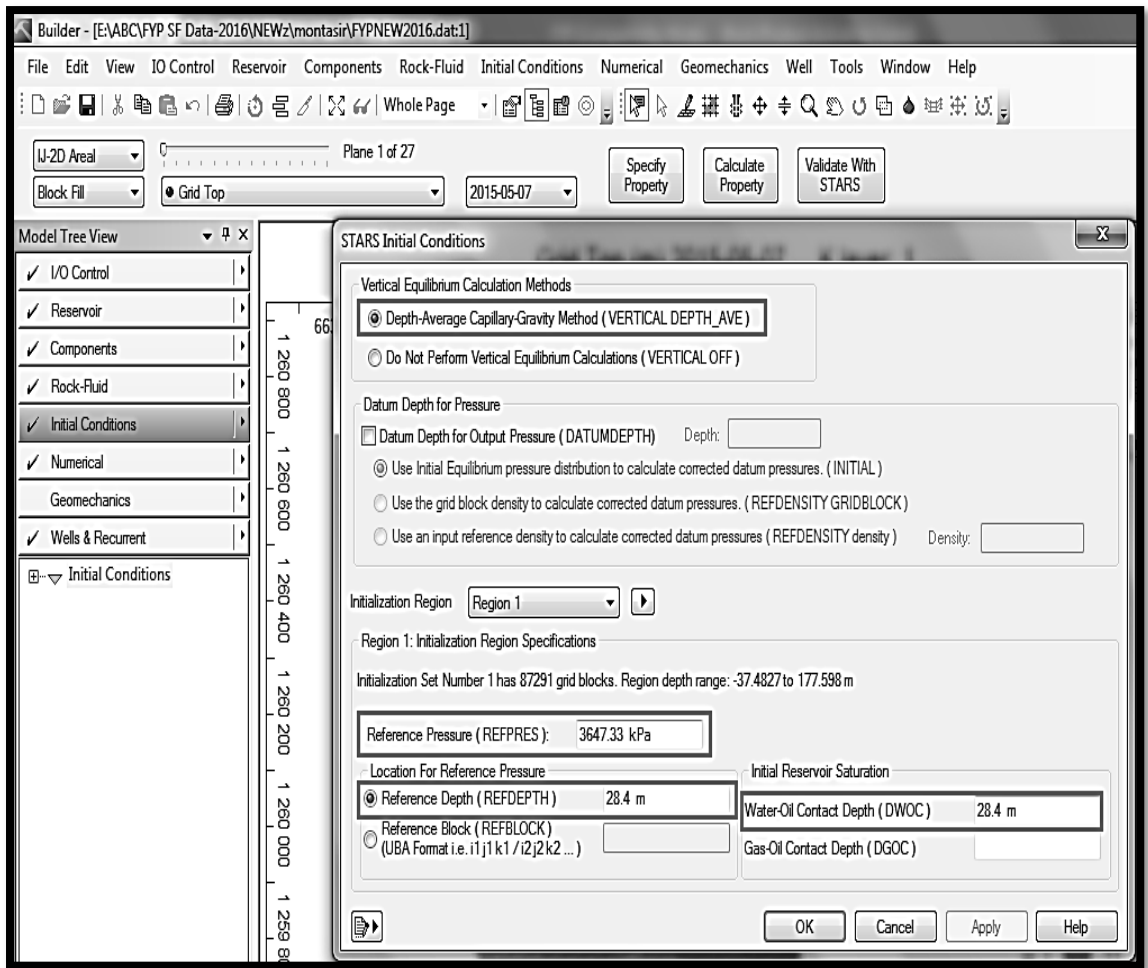 Builder - [E:\ABC\FYP SF Data-2016\NEWz\montasir\FYPNEW2016.dat:1]
File Edit View IO Control Reservoir Components Rock-Fluid Initial Conditions Numerical Geomechanics Well Tools Window Help
Whole Page
IJ-2D Areal
Plane 1 of 27
Block Fill
Grid Top
2015-05-07
Specify Property
Calculate Property
Validate With STARS
Model Tree View
I/O Control
Reservoir
Components
Rock-Fluid
Initial Conditions
Numerical
Geomechanics
Wells & Recurrent
Initial Conditions
66
1 260 800
1 260 600
1 260 400
1 260 200
1 260 000
1 259 80
STARS Initial Conditions
X
Vertical Equilibrium Calculation Methods
Depth-Average Capillary-Gravity Method ( VERTICAL DEPTH_AVE )
Do Not Perform Vertical Equilibrium Calculations ( VERTICAL OFF )
Datum Depth for Pressure
Datum Depth for Output Pressure ( DATUMDEPTH) Depth:
Use Initial Equilibrium pressure distribution to calculate corrected datum pressures. ( INITIAL )
Use the grid block density to calculate corrected datum pressures. ( REFDENSITY GRIDBLOCK )
Use an input reference density to calculate corrected datum pressures ( REFDENSITY density ) Density:
Initialization Region Region 1
Region 1: Initialization Region Specifications
Initialization Set Number 1 has 87291 grid blocks. Region depth range: -37.4827 to 177.598 m
Reference Pressure ( REFPRES ): 3647.33 kPa
Location For Reference Pressure
Reference Depth ( REFDEPTH ) 28.4 m
Reference Block ( REFBLOCK )
(UBA Format i.e. i1 j1 k1 / i2 j2 k2 ... )
Initial Reservoir Saturation
Water-Oil Contact Depth ( DWOC ) 28.4 m
Gas-Oil Contact Depth ( DGOC )
OK Cancel Apply Help